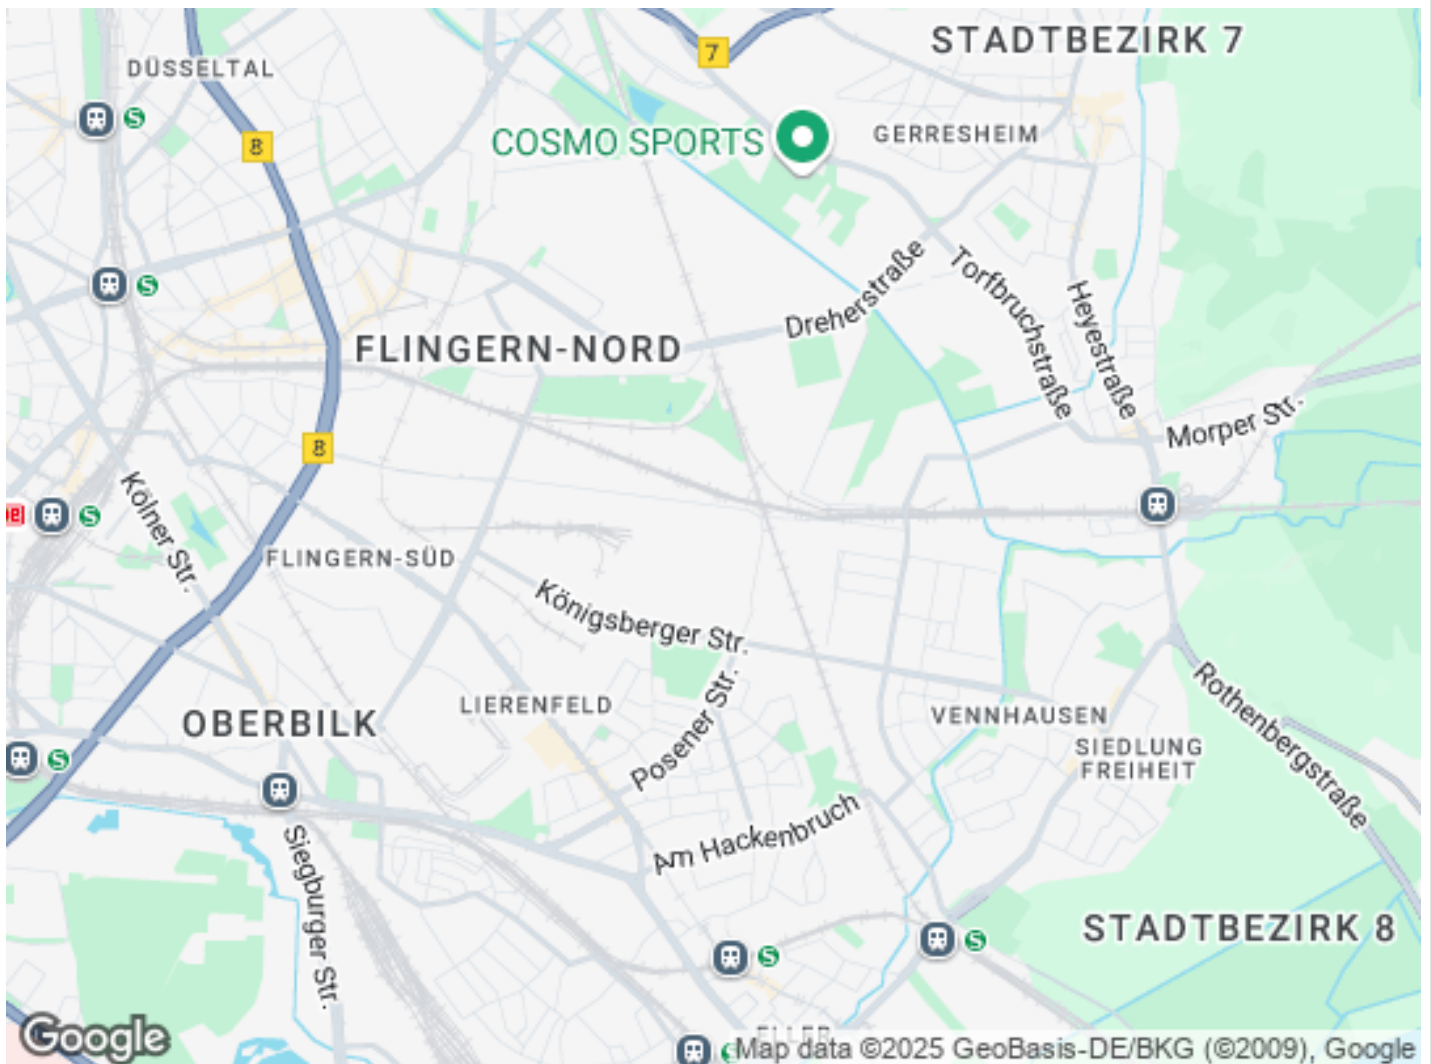 STADTBEZIRK 7
7
DÜSSELTAL
S
8
COSMO SPORTS
GERRESHEIM
S
Dreherstraße
Torfbruchstraße
Heyestraße
FLINGERN-NORD
Morper Str.
8
Kölner Str.
S
FLINGERN-SÜD
Königsberger Str.
Posener Str.
LIERENFELD
OBERBILK
VENNHAUSEN
SIEDLUNG
FREIHEIT
Rothenbergstraße
S
Am Hackenbruch
Siegburger Str.
STADTBEZIRK 8
S
S
ELLER
Google
Map data ©2025 GeoBasis-DE/BKG (©2009), Google